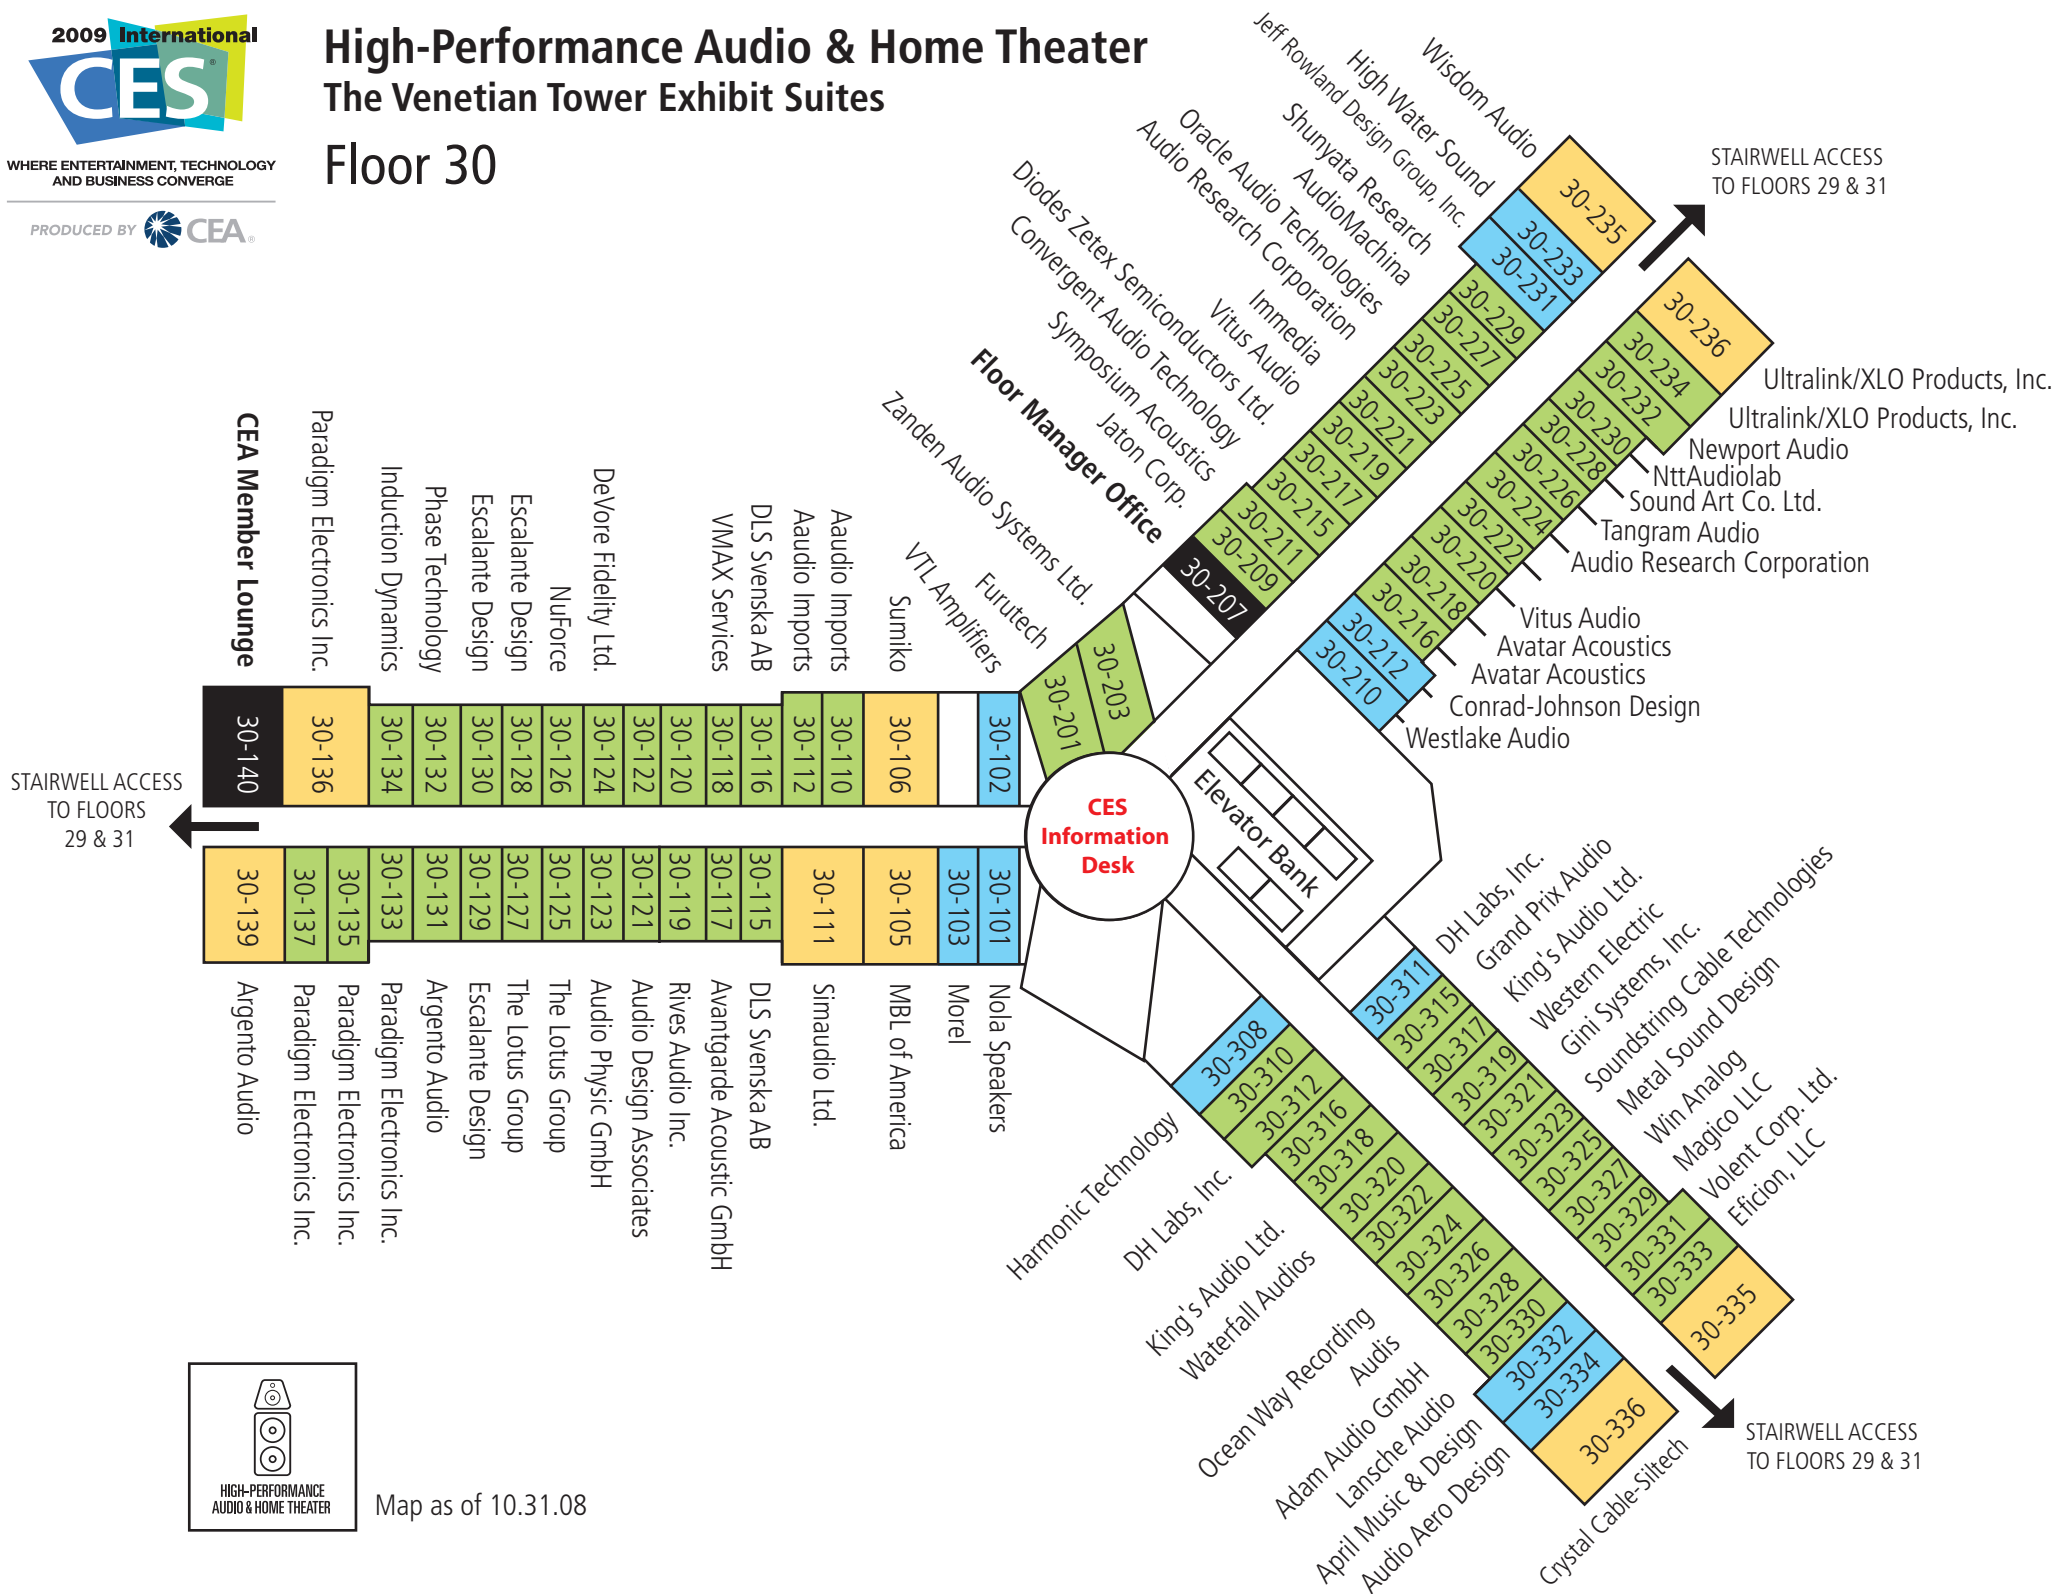 2009 International
CES®
WHERE ENTERTAINMENT, TECHNOLOGY
AND BUSINESS CONVERGE
PRODUCED BY CEA®
High-Performance Audio & Home Theater
The Venetian Tower Exhibit Suites
Floor 30
Wisdom Audio
High Water Sound
Jeff Rowland Design Group, Inc.
Shunyata Research
AudioMachina
Oracle Audio Technologies
Audio Research Corporation
Immedia
Vitus Audio
Diodes Zetex Semiconductors Ltd.
Convergent Audio Technology
Symposium Acoustics
Jaton Corp.
Floor Manager Office
Zanden Audio Systems Ltd.
Furutech
VTL Amplifiers
30-235
30-233
30-231
30-229
30-227
30-225
30-223
30-221
30-219
30-217
30-215
30-211
30-209
30-207
30-203
30-201
STAIRWELL ACCESS
TO FLOORS 29 & 31
30-236
30-234
30-232
30-230
30-228
30-226
30-224
30-222
30-220
30-218
30-216
30-212
30-210
Ultralink/XLO Products, Inc.
Ultralink/XLO Products, Inc.
Newport Audio
NttAudiolab
Sound Art Co. Ltd.
Tangram Audio
Audio Research Corporation
Vitus Audio
Avatar Acoustics
Avatar Acoustics
Conrad-Johnson Design
Westlake Audio
CEA Member Lounge
Paradigm Electronics Inc.
Induction Dynamics
Phase Technology
Escalante Design
Escalante Design
NuForce
DeVore Fidelity Ltd.
VMAX Services
DLS Svenska AB
Aaudio Imports
Aaudio Imports
Sumiko
30-140
30-136
30-134
30-132
30-130
30-128
30-126
30-124
30-122
30-120
30-118
30-116
30-112
30-110
30-106
30-102
STAIRWELL ACCESS
TO FLOORS
29 & 31
CES
Information
Desk
Elevator Bank
30-139
30-137
30-135
30-133
30-131
30-129
30-127
30-125
30-123
30-121
30-119
30-117
30-115
30-111
30-105
30-103
30-101
Argento Audio
Paradigm Electronics Inc.
Paradigm Electronics Inc.
Paradigm Electronics Inc.
Argento Audio
Escalante Design
The Lotus Group
The Lotus Group
Audio Physic GmbH
Audio Design Associates
Rives Audio Inc.
Avantgarde Acoustic GmbH
DLS Svenska AB
Simaudio Ltd.
MBL of America
Morel
Nola Speakers
DH Labs, Inc.
Grand Prix Audio
King's Audio Ltd.
Western Electric
Gini Systems, Inc.
Soundstring Cable Technologies
Metal Sound Design
Win Analog
Magico LLC
Volent Corp. Ltd.
Eficion, LLC
30-311
30-315
30-317
30-319
30-321
30-323
30-325
30-327
30-329
30-331
30-333
30-335
30-308
30-310
30-312
30-316
30-318
30-320
30-322
30-324
30-326
30-328
30-330
30-332
30-334
30-336
Harmonic Technology
DH Labs, Inc.
King's Audio Ltd.
Waterfall Audios
Ocean Way Recording
Audis
Adam Audio GmbH
Lansche Audio
April Music & Design
Audio Aero Design
Crystal Cable-Siltech
STAIRWELL ACCESS
TO FLOORS 29 & 31
HIGH-PERFORMANCE
AUDIO & HOME THEATER
Map as of 10.31.08